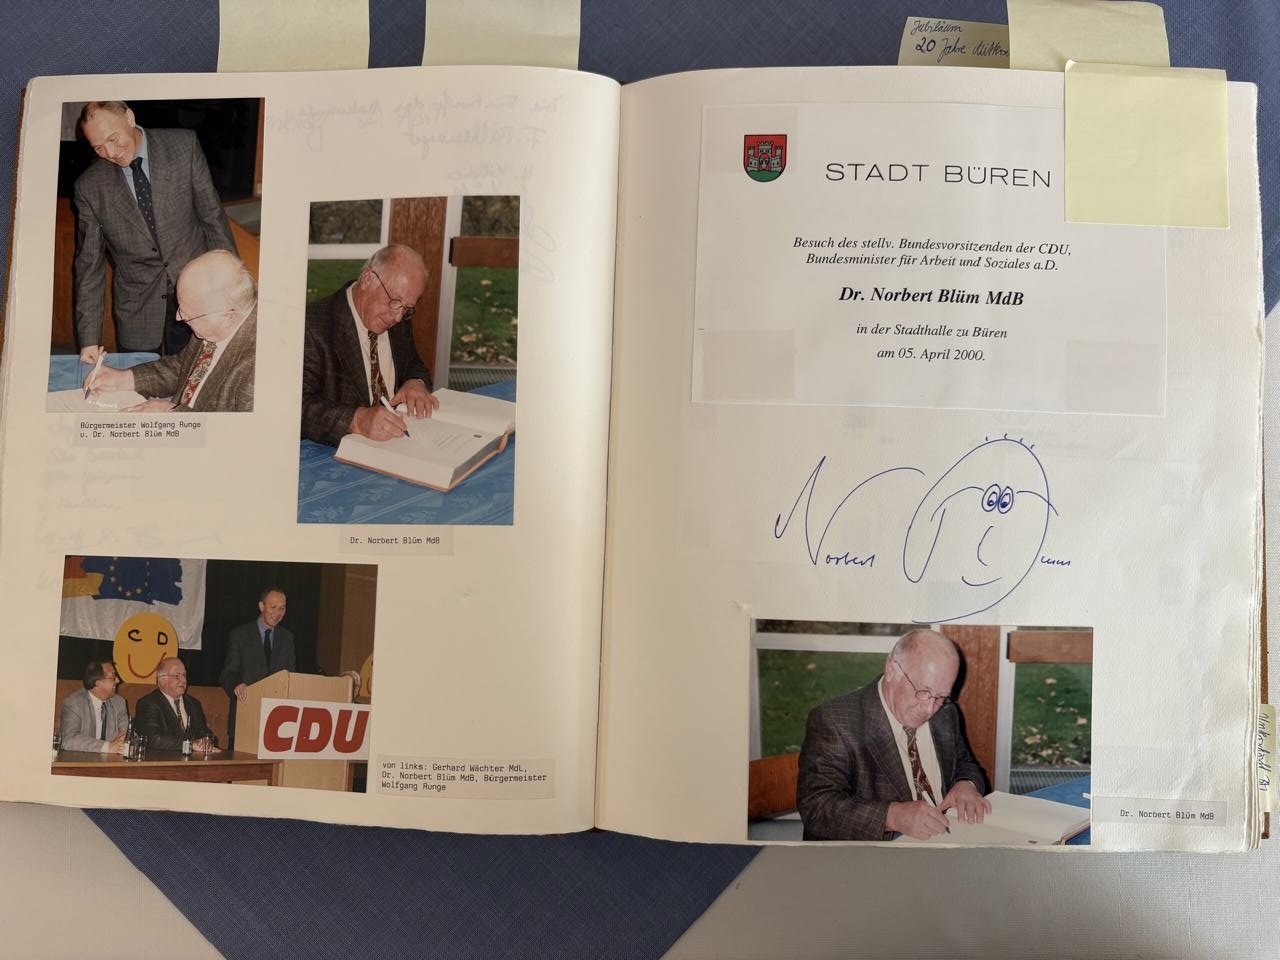 Jubiläum
20 Jahre
Bürgermeister Wolfgang Runge
u. Dr. Norbert Blüm MdB
Dr. Norbert Blüm MdB
C D
CDU
von links: Gerhard Wächter MdL,
Dr. Norbert Blüm MdB, Bürgermeister
Wolfgang Runge
STADT BÜREN
Besuch des stellv. Bundesvorsitzenden der CDU,
Bundesminister für Arbeit und Soziales a.D.
Dr. Norbert Blüm MdB
in der Stadthalle zu Büren
am 05. April 2000.
Norbert
Dr. Norbert Blüm MdB